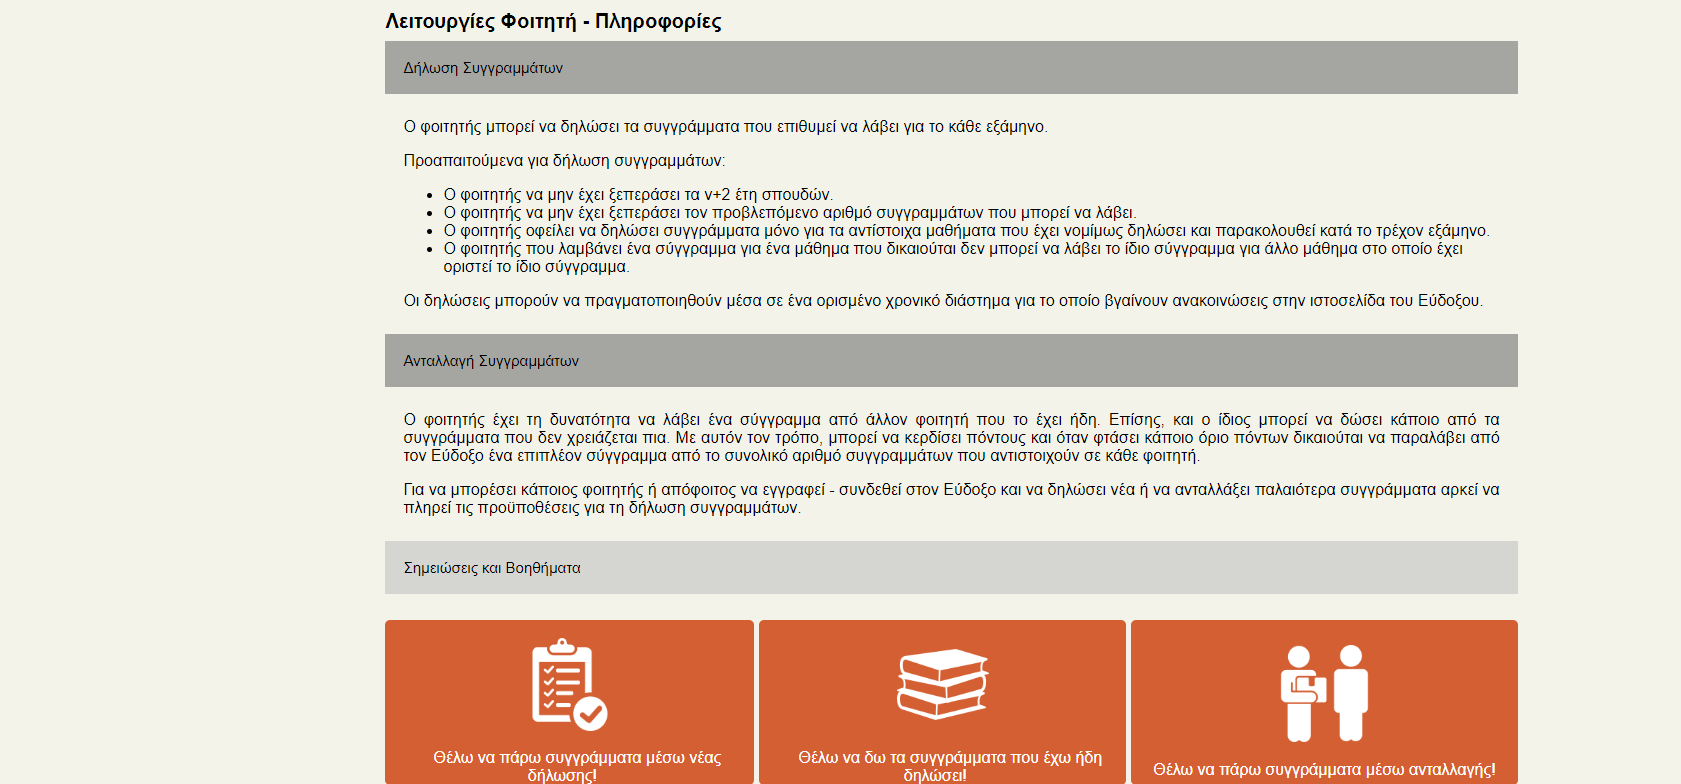 Λειτουργίες Φοιτητή - Πληροφορίες
Δήλωση Συγγραμμάτων
Ο φοιτητής μπορεί να δηλώσει τα συγγράμματα που επιθυμεί να λάβει για το κάθε εξάμηνο.
Προαπαιτούμενα για δήλωση συγγραμμάτων:
• Ο φοιτητής να μην έχει ξεπεράσει τα ν+2 έτη σπουδών.
• Ο φοιτητής να μην έχει ξεπεράσει τον προβλεπόμενο αριθμό συγγραμμάτων που μπορεί να λάβει.
• Ο φοιτητής οφείλει να δηλώσει συγγράμματα μόνο για τα αντίστοιχα μαθήματα που έχει νομίμως δηλώσει και παρακολουθεί κατά το τρέχον εξάμηνο.
• Ο φοιτητής που λαμβάνει ένα σύγγραμμα για ένα μάθημα που δικαιούται δεν μπορεί να λάβει το ίδιο σύγγραμμα για άλλο μάθημα στο οποίο έχει
οριστεί το ίδιο σύγγραμμα.
Οι δηλώσεις μπορούν να πραγματοποιηθούν μέσα σε ένα ορισμένο χρονικό διάστημα για το οποίο βγαίνουν ανακοινώσεις στην ιστοσελίδα του Εύδοξου.
Ανταλλαγή Συγγραμμάτων
Ο φοιτητής έχει τη δυνατότητα να λάβει ένα σύγγραμμα από άλλον φοιτητή που το έχει ήδη. Επίσης, και ο ίδιος μπορεί να δώσει κάποιο από τα
συγγράμματα που δεν χρειάζεται πια. Με αυτόν τον τρόπο, μπορεί να κερδίσει πόντους και όταν φτάσει κάποιο όριο πόντων δικαιούται να παραλάβει από
τον Εύδοξο ένα επιπλέον σύγγραμμα από το συνολικό αριθμό συγγραμμάτων που αντιστοιχούν σε κάθε φοιτητή.
Για να μπορέσει κάποιος φοιτητής ή απόφοιτος να εγγραφεί - συνδεθεί στον Εύδοξο και να δηλώσει νέα ή να ανταλλάξει παλαιότερα συγγράμματα αρκεί να
πληρεί τις προϋποθέσεις για τη δήλωση συγγραμμάτων.
Σημειώσεις και Βοηθήματα
Θέλω να πάρω συγγράμματα μέσω νέας
δήλωσης!
Θέλω να δω τα συγγράμματα που έχω ήδη
δηλώσει!
Θέλω να πάρω συγγράμματα μέσω ανταλλαγής!